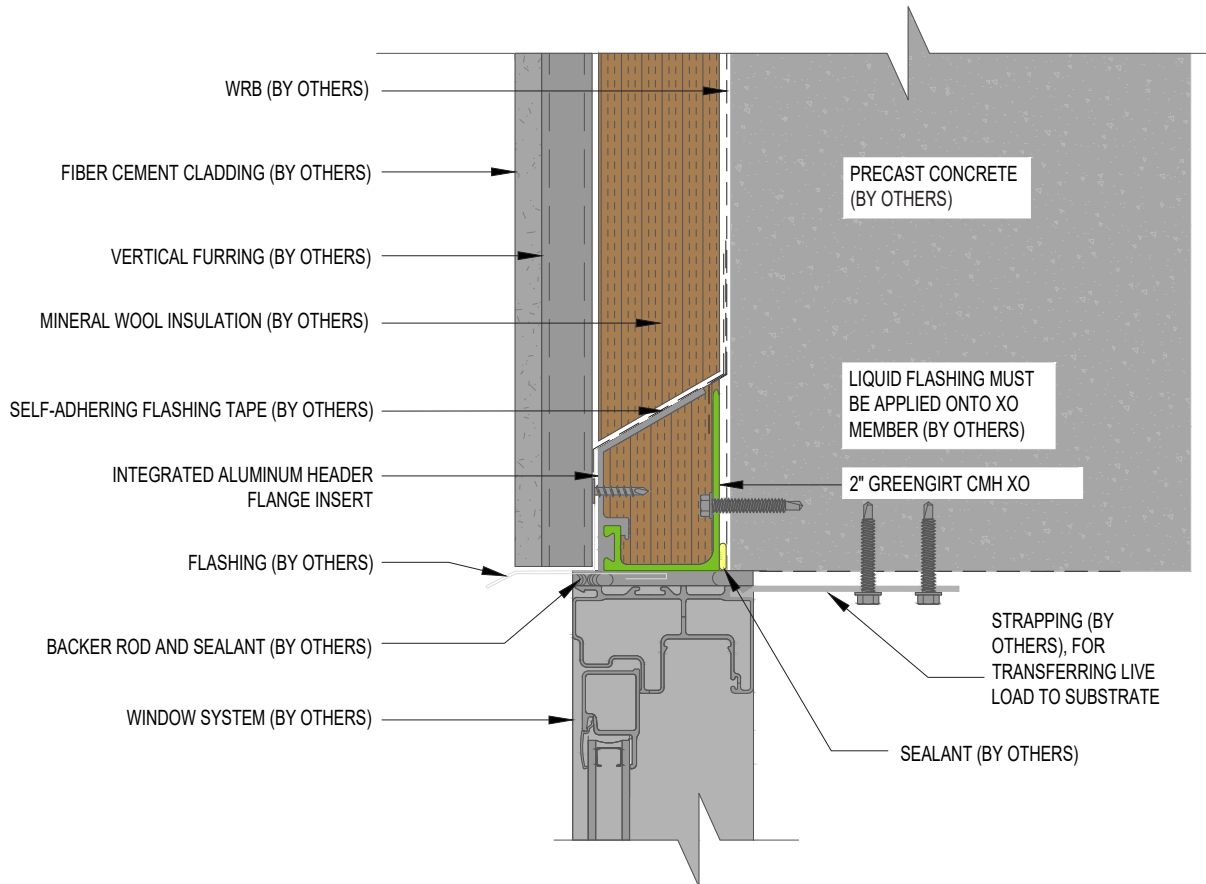 WRB (BY OTHERS)
FIBER CEMENT CLADDING (BY OTHERS)
VERTICAL FURRING (BY OTHERS)
MINERAL WOOL INSULATION (BY OTHERS)
SELF-ADHERING FLASHING TAPE (BY OTHERS)
INTEGRATED ALUMINUM HEADER
FLANGE INSERT
FLASHING (BY OTHERS)
BACKER ROD AND SEALANT (BY OTHERS)
WINDOW SYSTEM (BY OTHERS)
PRECAST CONCRETE
(BY OTHERS)
LIQUID FLASHING MUST
BE APPLIED ONTO XO
MEMBER (BY OTHERS)
2" GREENGIRT CMH XO
STRAPPING (BY
OTHERS), FOR
TRANSFERRING LIVE
LOAD TO SUBSTRATE
SEALANT (BY OTHERS)